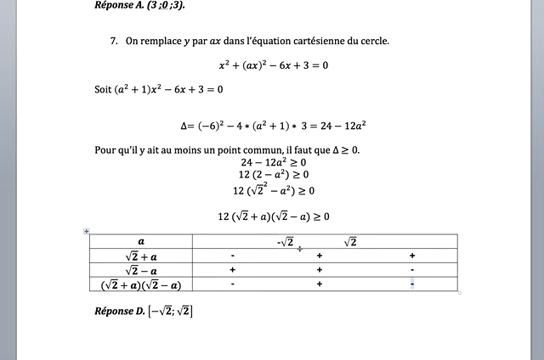 Réponse A. (3 ;0 ;3).
7. On remplace y par ax dans l'équation cartésienne du cercle.
x² + (ax)² − 6x + 3 = 0
Soit (a² + 1)x² − 6x + 3 = 0
Δ= (−6)² − 4 * (a² + 1) * 3 = 24 − 12a²
Pour qu'il y ait au moins un point commun, il faut que Δ ≥ 0.
24 − 12a² ≥ 0
12 (2 − a²) ≥ 0
12 (√2² − a²) ≥ 0
12 (√2 + a)(√2 − a) ≥ 0
a -√2 √2
√2 + a - + +
√2 − a + + -
(√2 + a)(√2 − a) - + -
Réponse D. [−√2; √2]